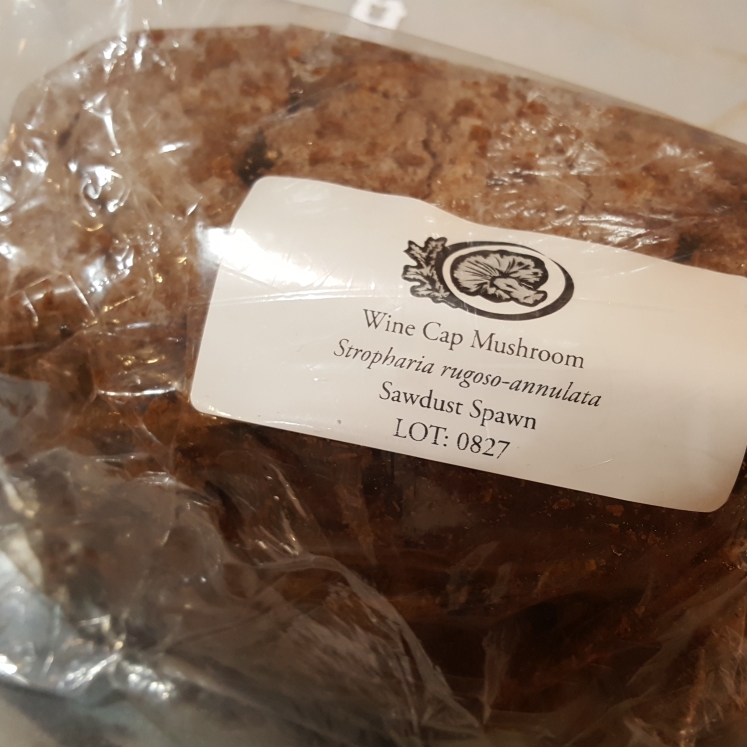 Wine Cap Mushroom
Stropharia rugoso-annulata
Sawdust Spawn
LOT: 0827